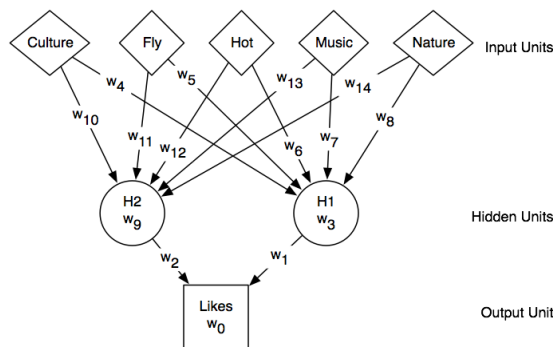 Culture
Fly
Hot
Music
Nature
Input Units
w4
w5
w13
w14
w10
w11
w12
w6
w7
w8
H2
w9
H1
w3
Hidden Units
w2
w1
Likes
w0
Output Unit